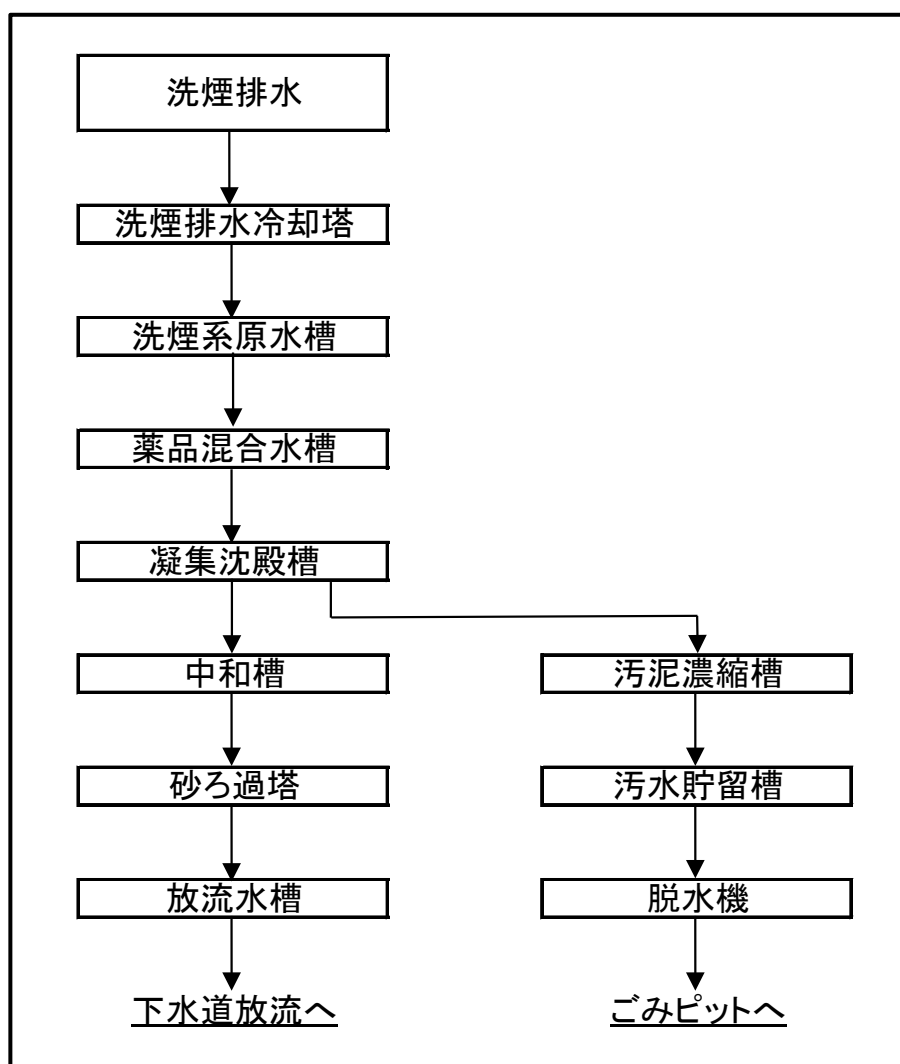 洗煙排水
洗煙排水冷却塔
洗煙系原水槽
薬品混合水槽
凝集沈殿槽
中和槽
砂ろ過塔
放流水槽
下水道放流へ
汚泥濃縮槽
汚水貯留槽
脱水機
ごみピットへ